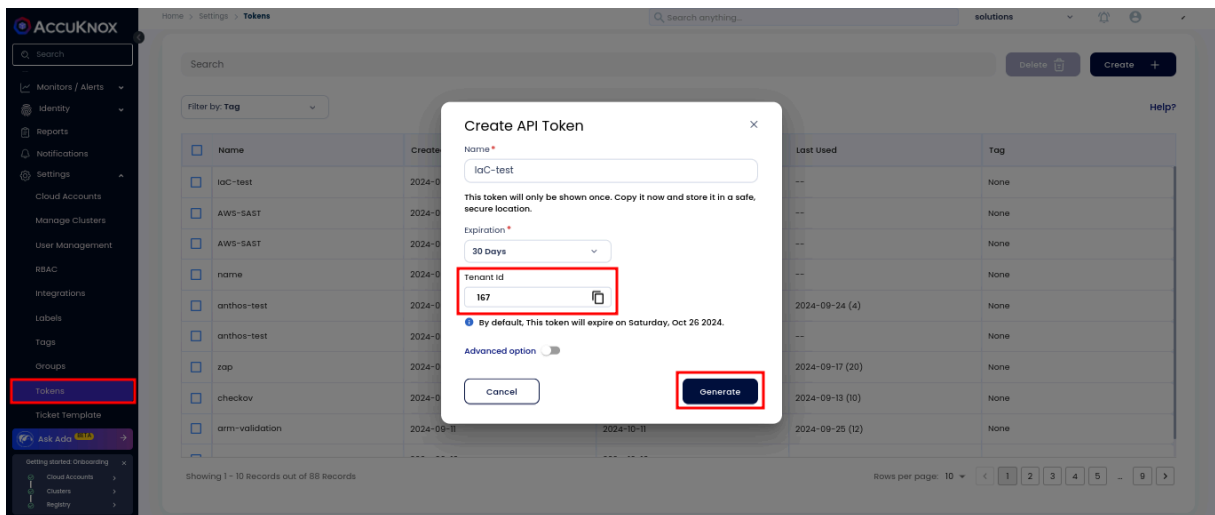 ACCUKNOX
Home > Settings > Tokens
Search anything...
solutions
Search
Monitors / Alerts
Identity
Reports
Notifications
Settings
Cloud Accounts
Manage Clusters
User Management
RBAC
Integrations
Labels
Tags
Groups
Tokens
Ticket Template
Ask Ada BETA
Getting started: Onboarding
Cloud Accounts
Clusters
Registry
Search
Delete
Create +
Filter by: Tag
Help?
Name Create Last Used Tag
IaC-test 2024-0 -- None
AWS-SAST 2024-0 -- None
AWS-SAST 2024-0 -- None
name 2024-0 -- None
anthos-test 2024-0 2024-09-24 (4) None
anthos-test 2024-0 -- None
zap 2024-0 2024-09-17 (20) None
checkov 2024-0 2024-09-13 (10) None
arm-validation 2024-09-11 2024-10-11 2024-09-25 (12) None
Showing 1 - 10 Records out of 88 Records
Rows per page: 10 < 1 2 3 4 5 ... 9 >
Create API Token
Name *
IaC-test
This token will only be shown once. Copy it now and store it in a safe,
secure location.
Expiration *
30 Days
Tenant Id
167
By default, This token will expire on Saturday, Oct 26 2024.
Advanced option
Cancel
Generate